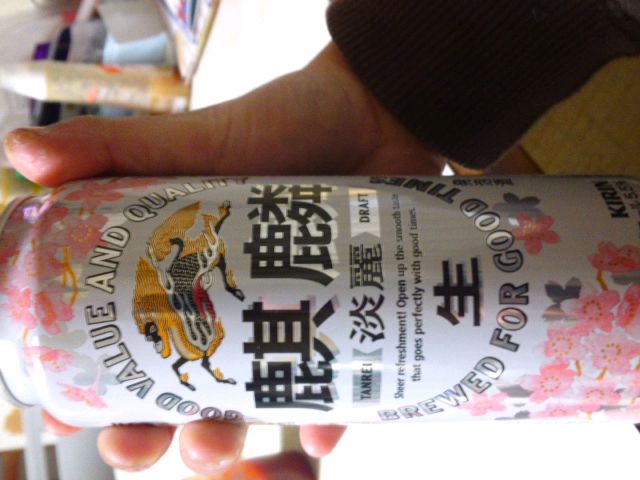 GOOD VALUE AND QUALITY
麒麟
TANREI 淡麗 DRAFT
Sheer refreshment! Open up the smooth taste
that goes perfectly with good times.
生
BREWED FOR GOOD TIMES
KIRIN